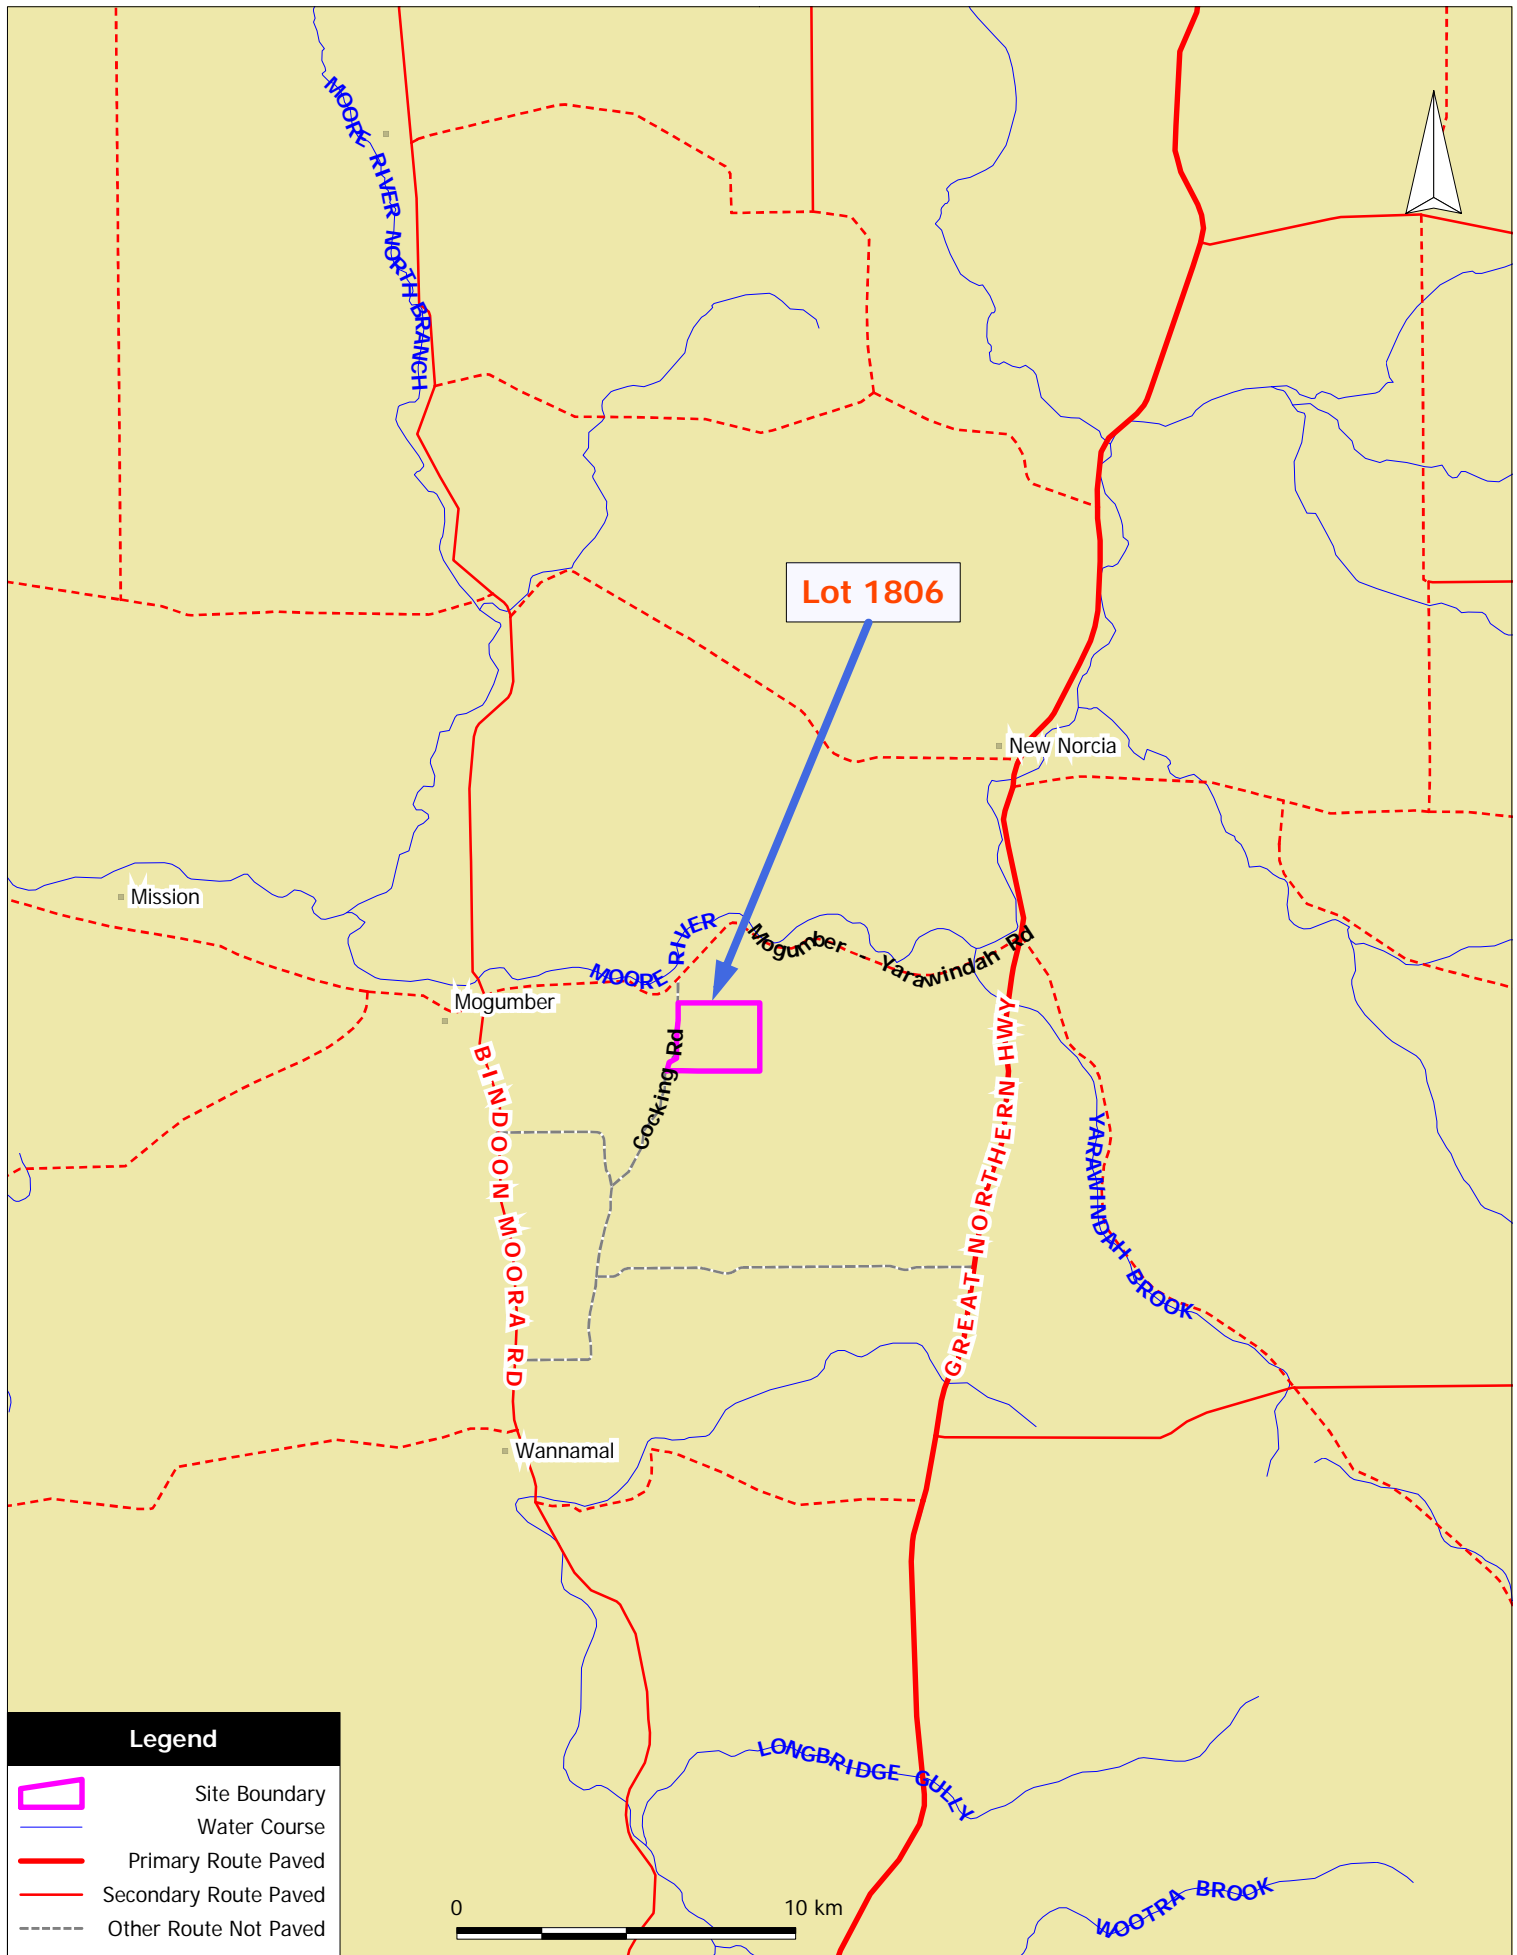 MOORE RIVER NORTH BRANCH
Lot 1806
New Norcia
Mission
MOORE RIVER
Mogumber - Yarawindah Rd
Mogumber
Cocking Rd
BINDOON MOORA RD
GREAT NORTHERN HWY
YARAWINDAH BROOK
Wannamal
LONGBRIDGE GULLY
WOOTRA BROOK
Legend
Site Boundary
Water Course
Primary Route Paved
Secondary Route Paved
Other Route Not Paved
0 10 km